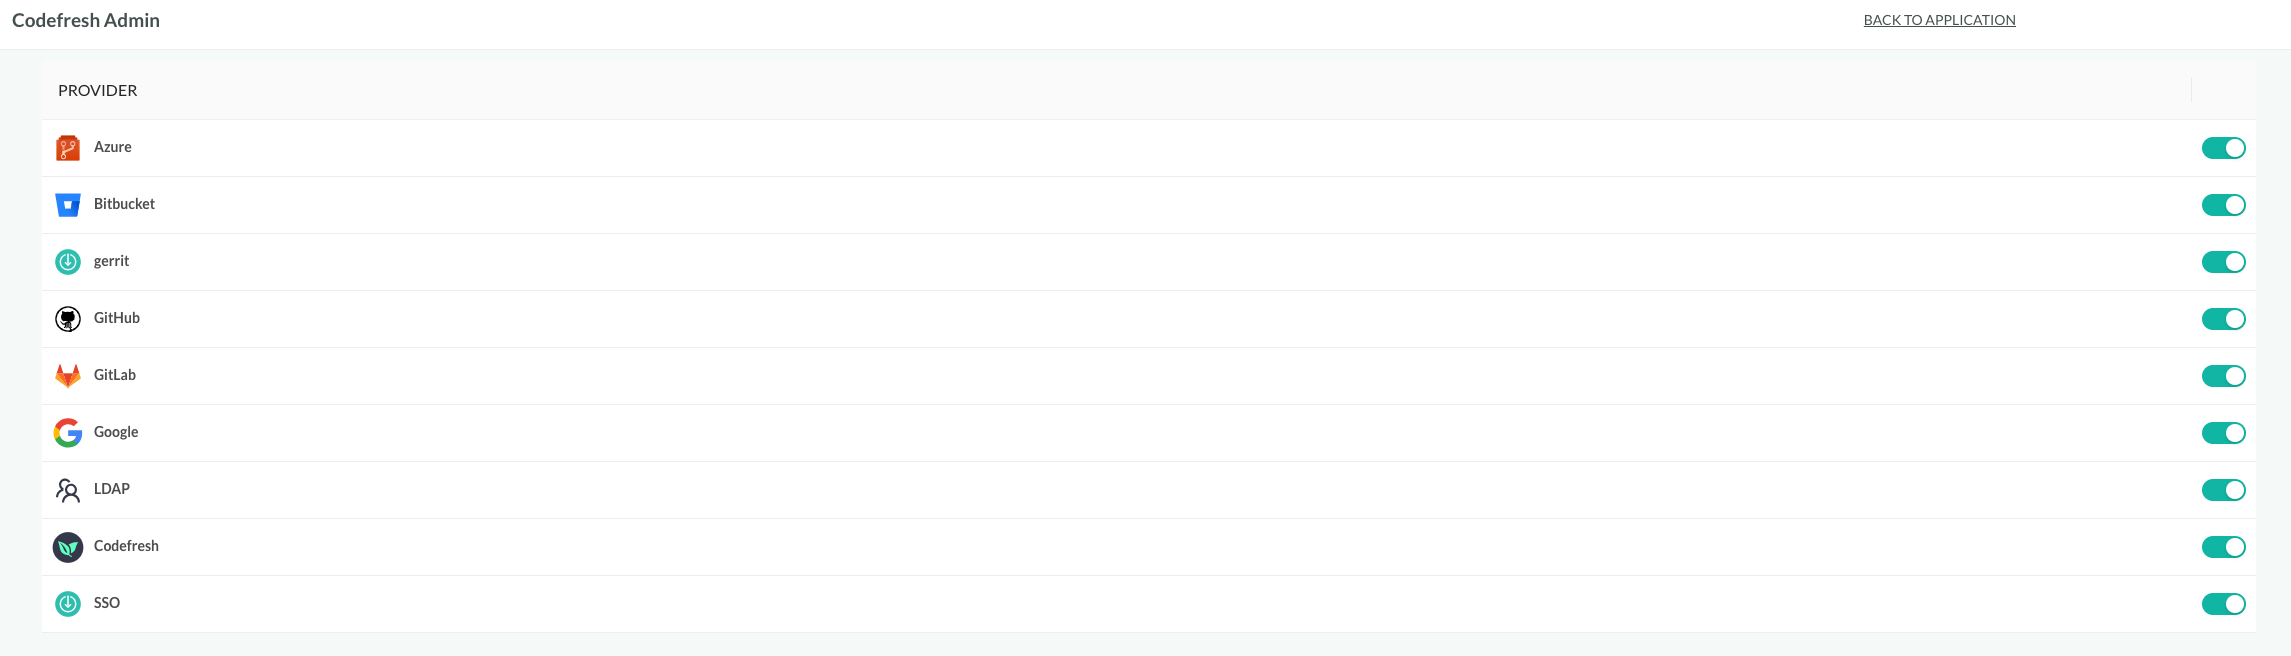 Codefresh Admin
BACK TO APPLICATION
PROVIDER
Azure
Bitbucket
gerrit
GitHub
GitLab
Google
LDAP
Codefresh
SSO